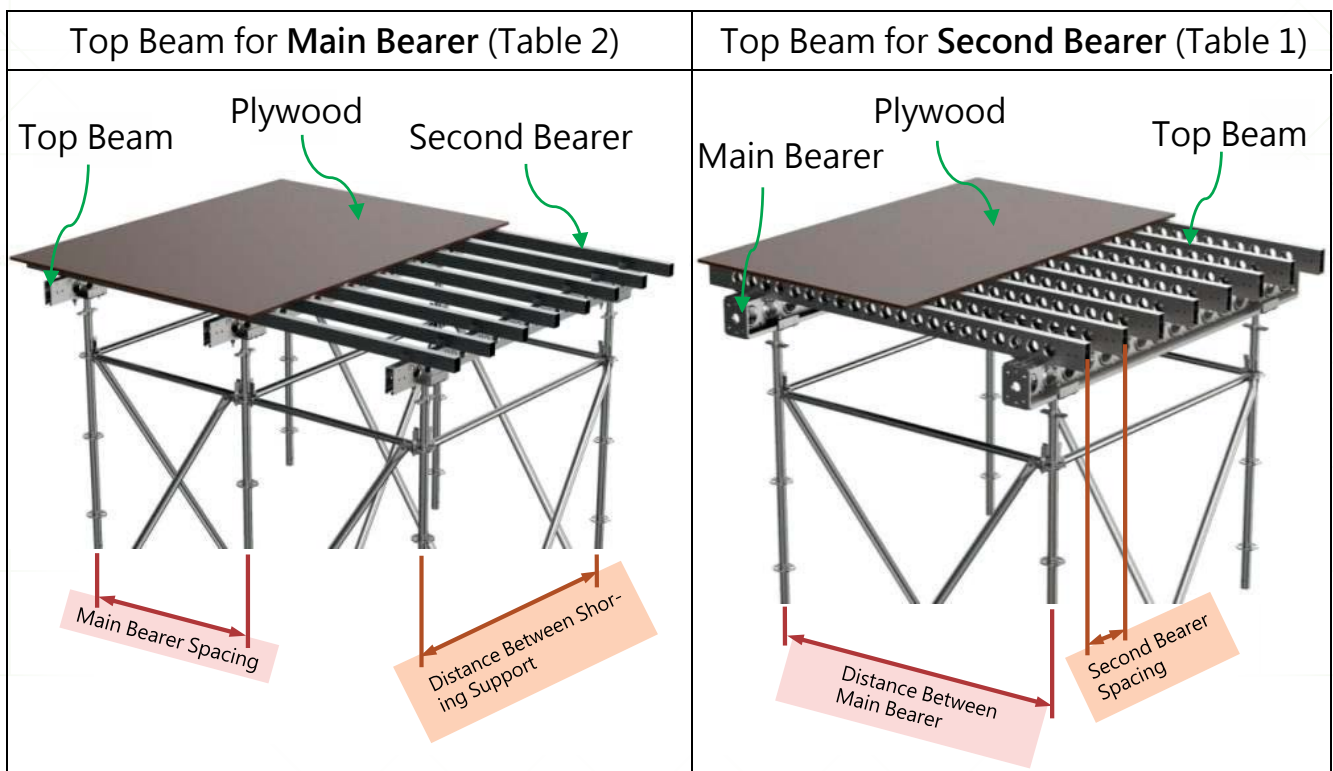 Top Beam for Main Bearer (Table 2)
Top Beam for Second Bearer (Table 1)
Plywood
Top Beam
Second Bearer
Plywood
Top Beam
Main Bearer
Main Bearer Spacing
Distance Between Shor-
ing Support
Distance Between
Main Bearer
Second Bearer
Spacing